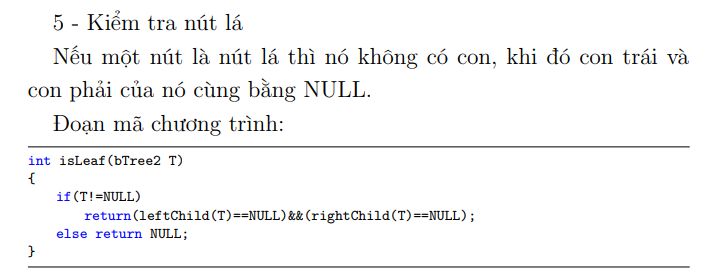 5 - Kiểm tra nút lá
Nếu một nút là nút lá thì nó không có con, khi đó con trái và
con phải của nó cùng bằng NULL.
Đoạn mã chương trình:
int isLeaf(bTree2 T)
{
if(T!=NULL)
return(leftChild(T)==NULL)&&(rightChild(T)==NULL);
else return NULL;
}